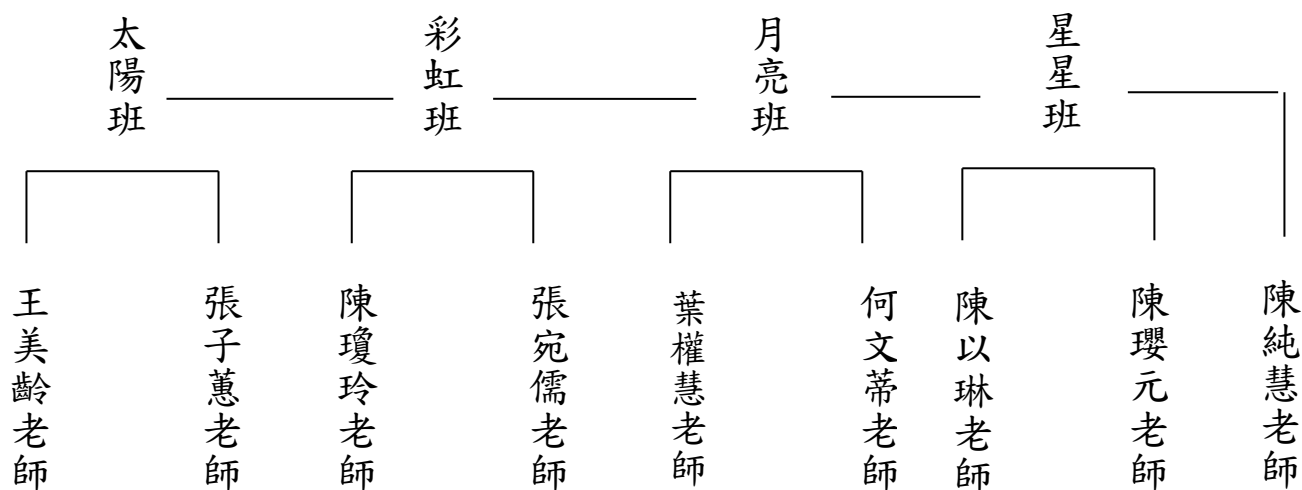 太陽班
彩虹班
月亮班
星星班
王美齡老師
張子蕙老師
陳瓊玲老師
張宛儒老師
葉權慧老師
何文蒂老師
陳以琳老師
陳瓔元老師
陳純慧老師